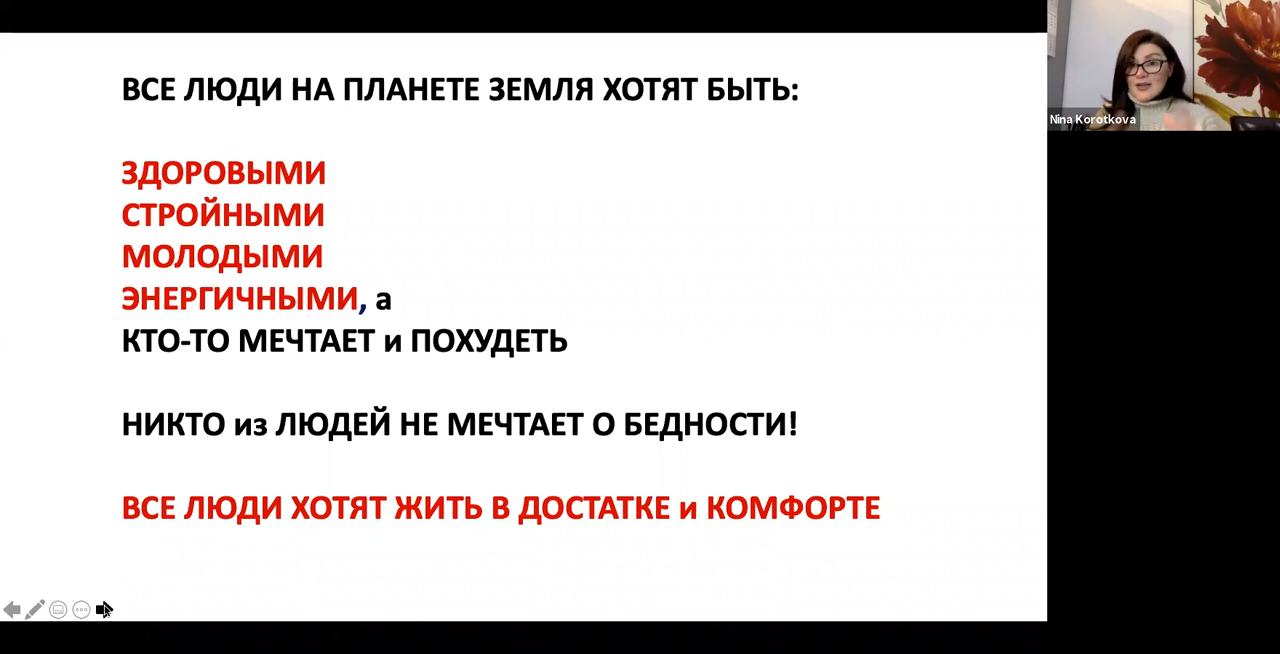 ВСЕ ЛЮДИ НА ПЛАНЕТЕ ЗЕМЛЯ ХОТЯТ БЫТЬ:
ЗДОРОВЫМИ
СТРОЙНЫМИ
МОЛОДЫМИ
ЭНЕРГИЧНЫМИ, а
КТО-ТО МЕЧТАЕТ и ПОХУДЕТЬ
НИКТО из ЛЮДЕЙ НЕ МЕЧТАЕТ О БЕДНОСТИ!
ВСЕ ЛЮДИ ХОТЯТ ЖИТЬ В ДОСТАТКЕ и КОМФОРТЕ
Nina Korotkova